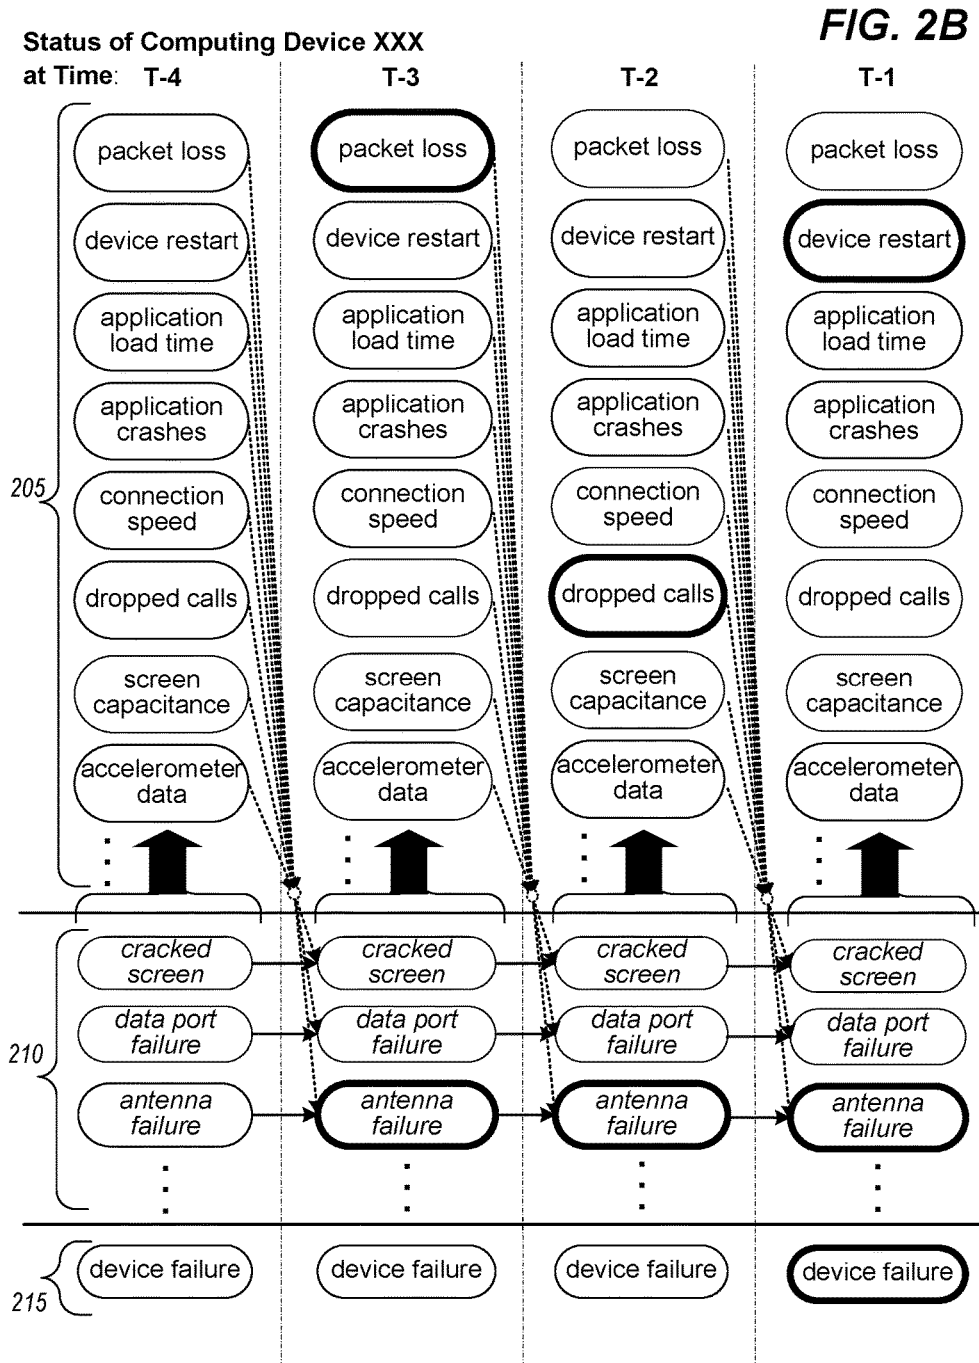 FIG. 2B
Status of Computing Device XXX
at Time: T-4 T-3 T-2 T-1
packet loss packet loss packet loss packet loss
device restart device restart device restart device restart
application application application application
load time load time load time load time
application application application application
crashes crashes crashes crashes
205
connection connection connection connection
speed speed speed speed
dropped calls dropped calls dropped calls dropped calls
screen screen screen screen
capacitance capacitance capacitance capacitance
accelerometer accelerometer accelerometer accelerometer
data data data data
cracked cracked cracked cracked
screen screen screen screen
data port data port data port data port
failure failure failure failure
210
antenna antenna antenna antenna
failure failure failure failure
device failure device failure device failure device failure
215